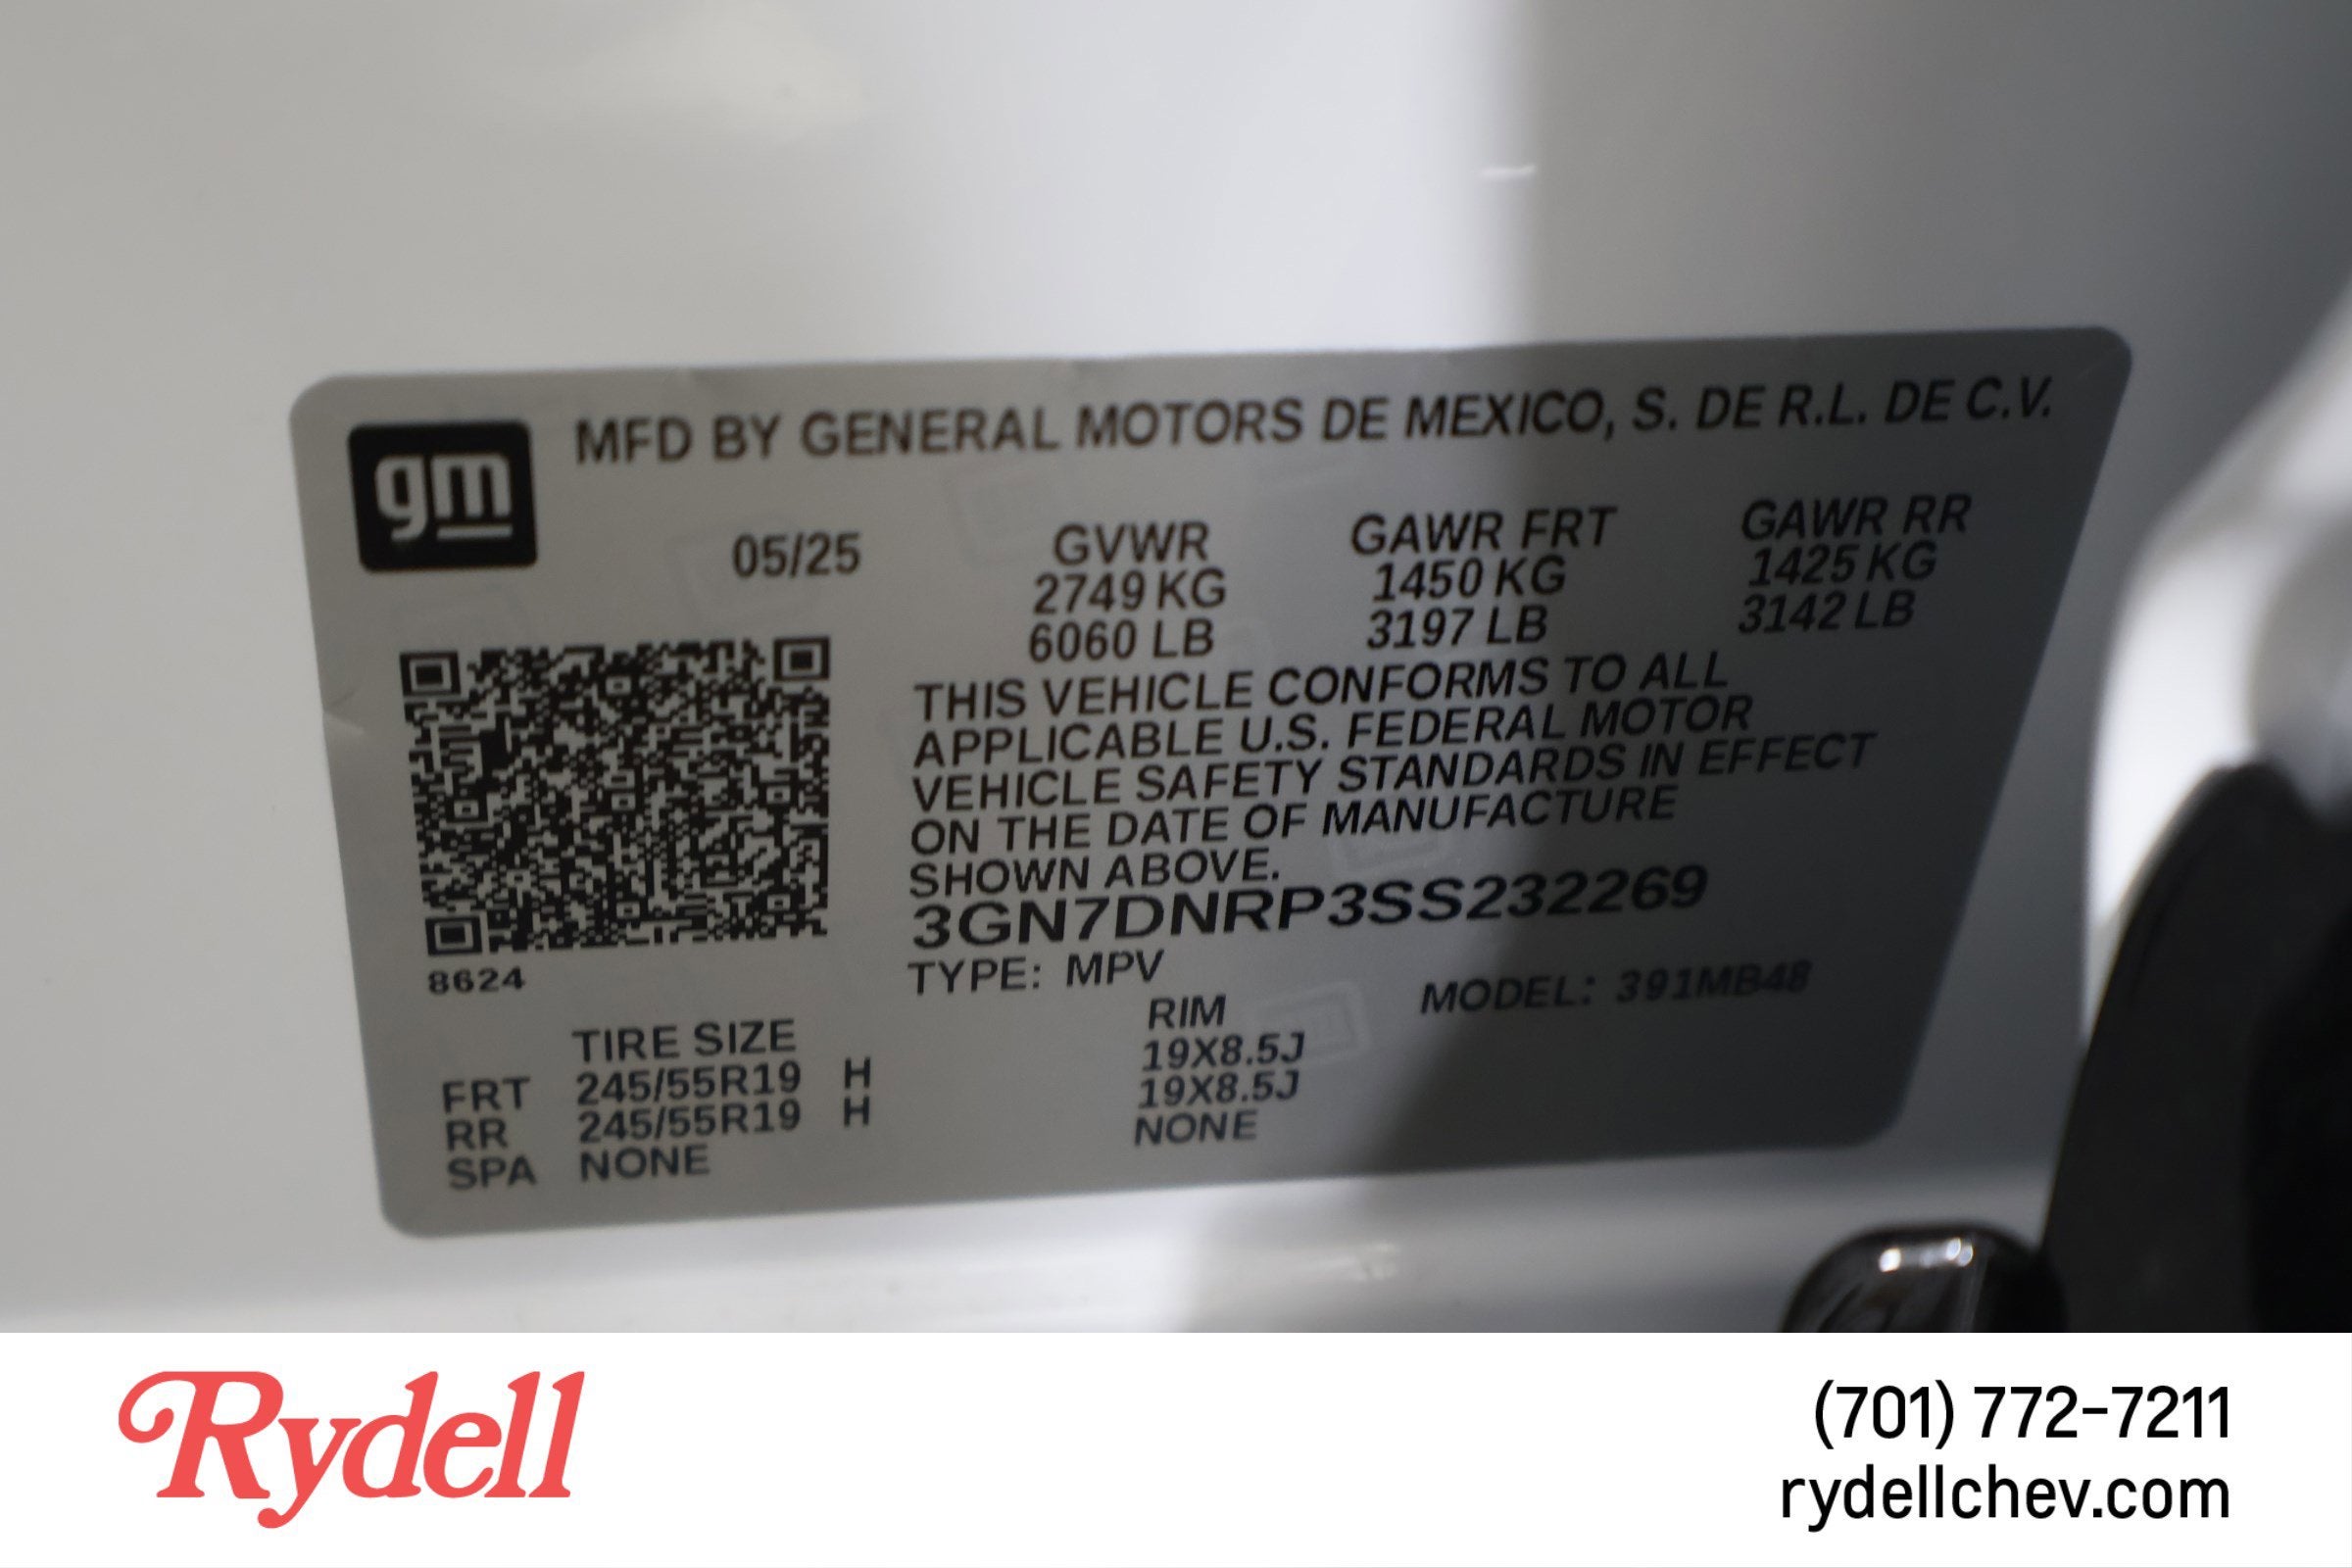 gm
MFD BY GENERAL MOTORS DE MEXICO, S. DE R.L. DE C.V.
05/25 GVWR GAWR FRT GAWR RR
2749 KG 1450 KG 1425 KG
6060 LB 3197 LB 3142 LB
THIS VEHICLE CONFORMS TO ALL
APPLICABLE U.S. FEDERAL MOTOR
VEHICLE SAFETY STANDARDS IN EFFECT
ON THE DATE OF MANUFACTURE
SHOWN ABOVE.
3GN7DNRP3SS232269
8624
TYPE: MPV MODEL: 391MB48
TIRE SIZE RIM
FRT 245/55R19 H 19X8.5J
RR 245/55R19 H 19X8.5J
SPA NONE NONE
Rydell
(701) 772-7211
rydellchev.com